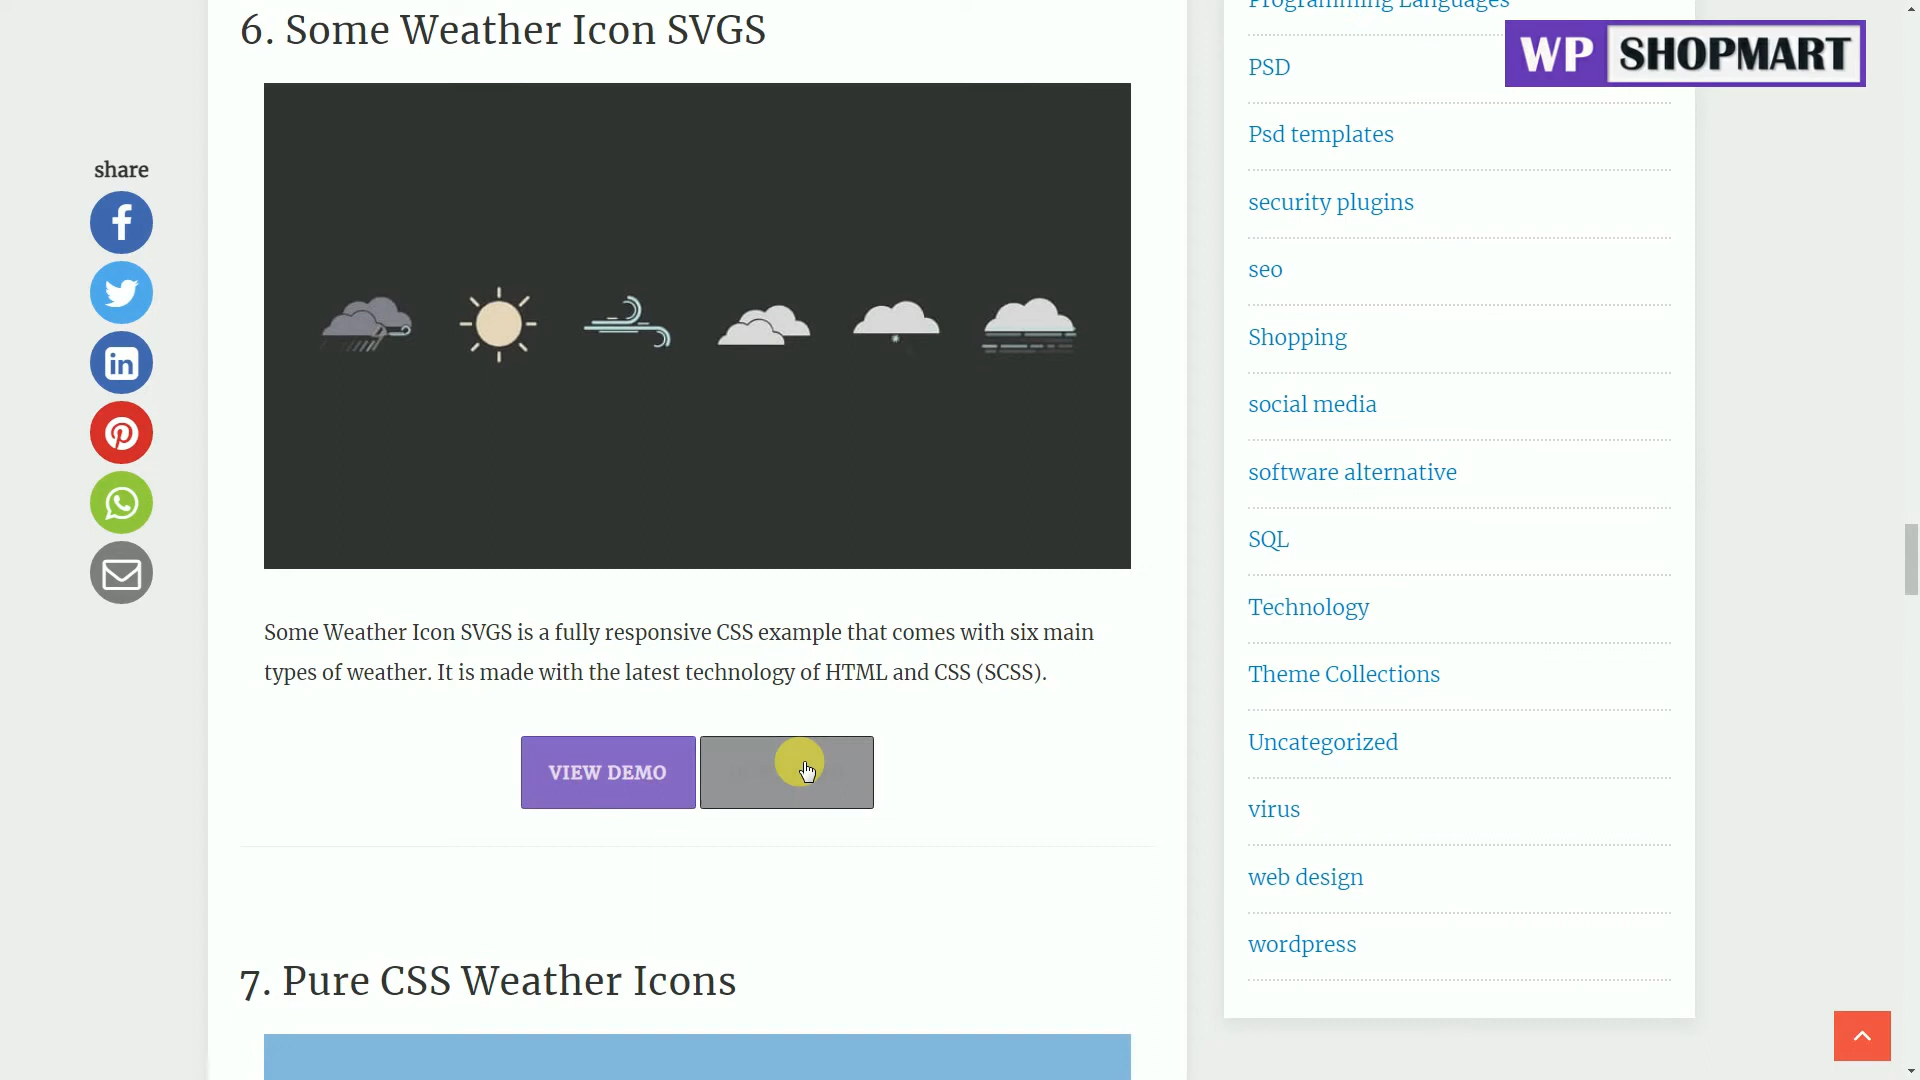 6. Some Weather Icon SVGS
share
Some Weather Icon SVGS is a fully responsive CSS example that comes with six main
types of weather. It is made with the latest technology of HTML and CSS (SCSS).
VIEW DEMO
7. Pure CSS Weather Icons
Programming Languages
WP SHOPMART
PSD
Psd templates
security plugins
seo
Shopping
social media
software alternative
SQL
Technology
Theme Collections
Uncategorized
virus
web design
wordpress